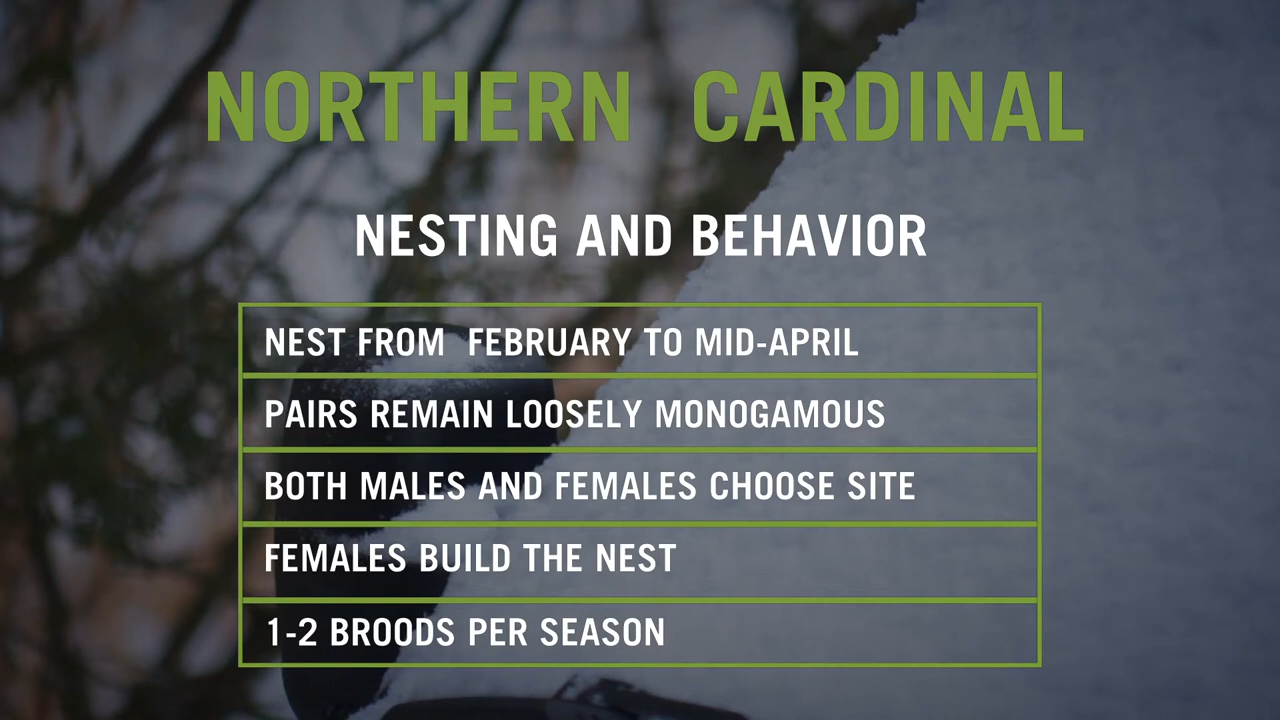 NORTHERN CARDINAL
NESTING AND BEHAVIOR
NEST FROM FEBRUARY TO MID-APRIL
PAIRS REMAIN LOOSELY MONOGAMOUS
BOTH MALES AND FEMALES CHOOSE SITE
FEMALES BUILD THE NEST
1-2 BROODS PER SEASON